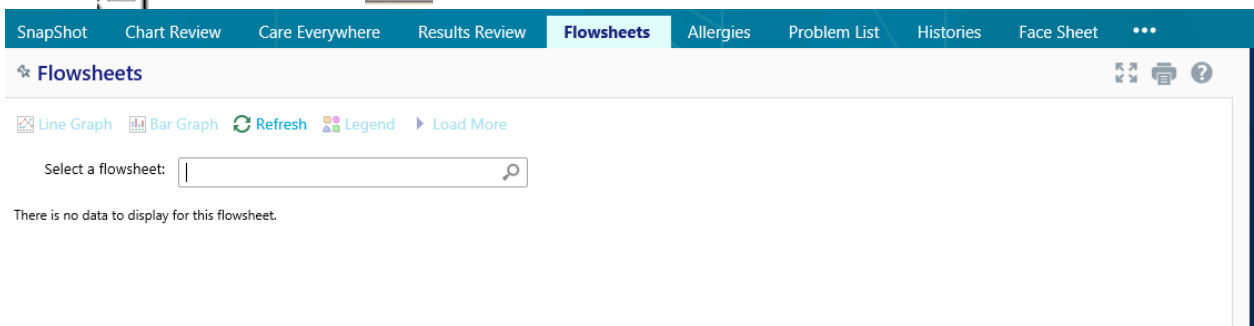 SnapShot Chart Review Care Everywhere Results Review Flowsheets Allergies Problem List Histories Face Sheet •••
Flowsheets ?
Line Graph Bar Graph Refresh Legend Load More
Select a flowsheet:
There is no data to display for this flowsheet.